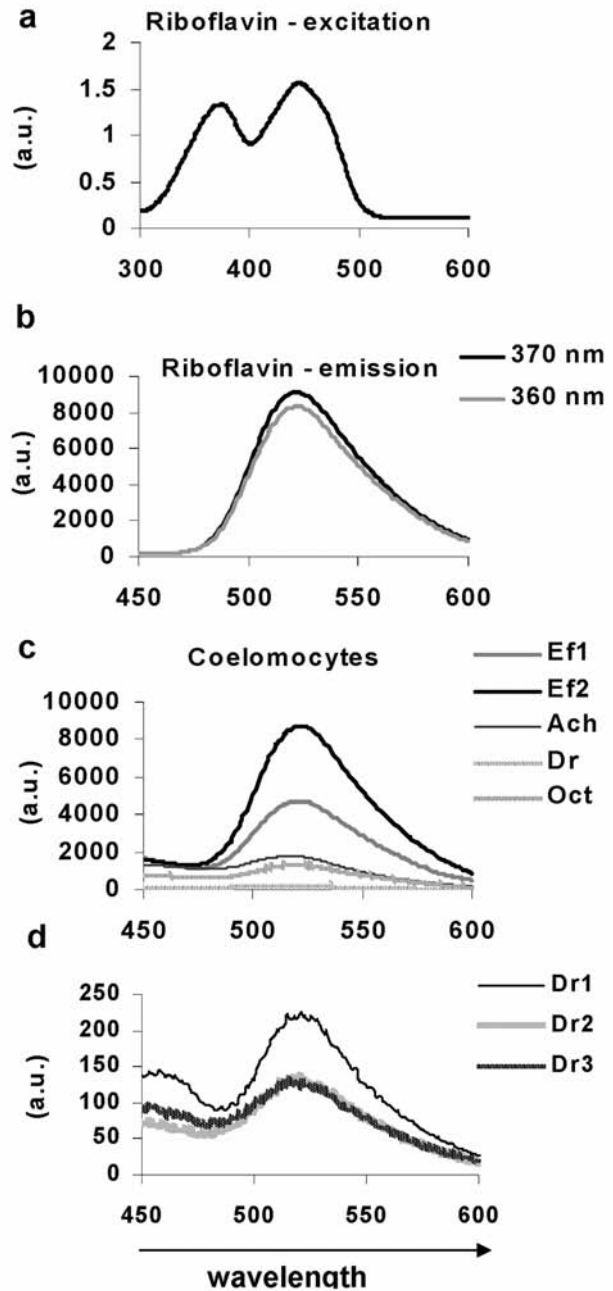 a
Riboflavin - excitation
2
1.5
1
0.5
0
(a.u.)
300 400 500 600
b
Riboflavin - emission
370 nm
360 nm
10000
8000
6000
4000
2000
0
(a.u.)
450 500 550 600
c
Coelomocytes
Ef1
Ef2
Ach
Dr
Oct
10000
8000
6000
4000
2000
0
(a.u.)
450 500 550 600
d
Dr1
Dr2
Dr3
250
200
150
100
50
0
(a.u.)
450 500 550 600
wavelength